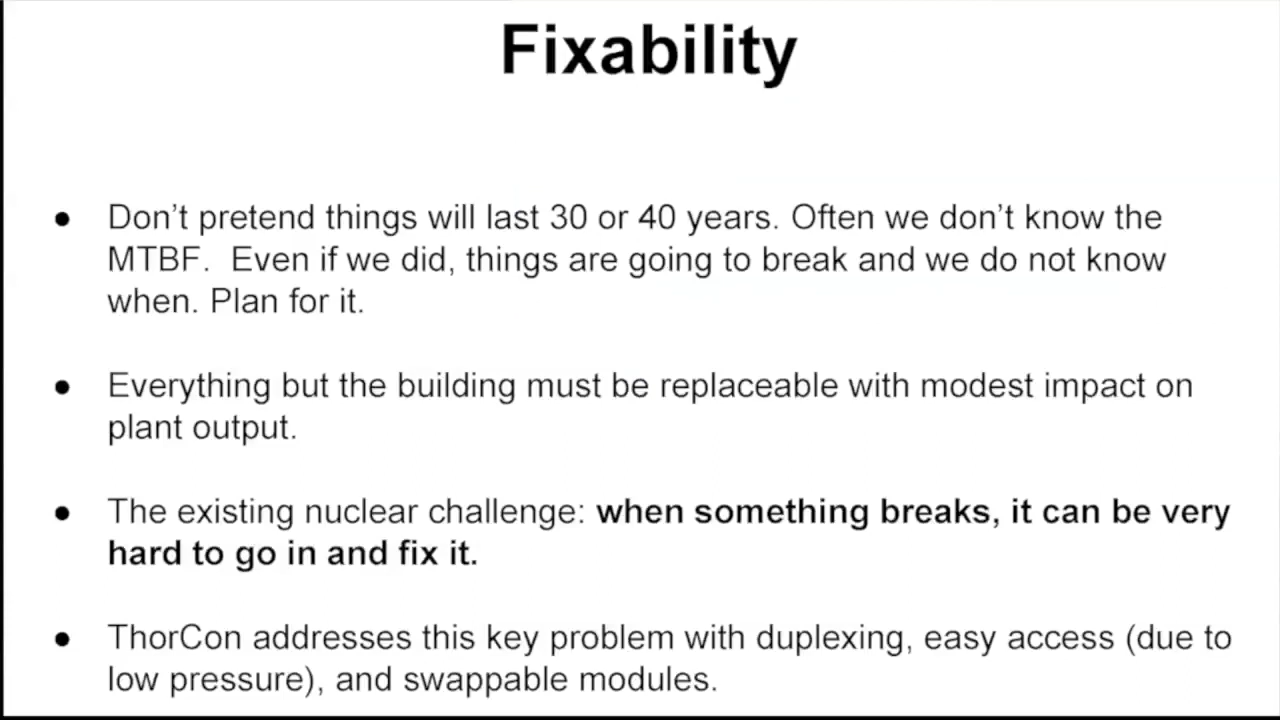 Fixability
● Don’t pretend things will last 30 or 40 years. Often we don’t know the
MTBF.  Even if we did, things are going to break and we do not know
when. Plan for it.
● Everything but the building must be replaceable with modest impact on
plant output.
● The existing nuclear challenge: when something breaks, it can be very
hard to go in and fix it.
● ThorCon addresses this key problem with duplexing, easy access (due to
low pressure), and swappable modules.